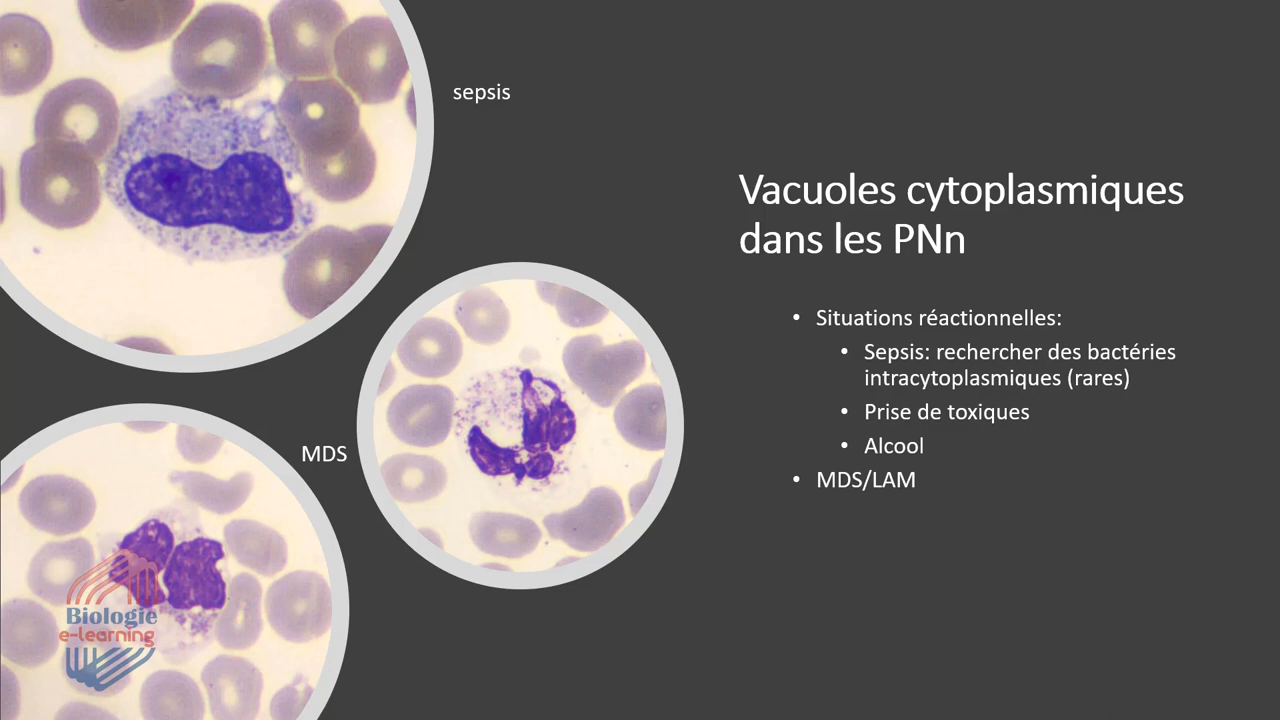 sepsis
Vacuoles cytoplasmiques
dans les PNn
• Situations réactionnelles:
• Sepsis: rechercher des bactéries
intracytoplasmiques (rares)
• Prise de toxiques
• Alcool
• MDS/LAM
MDS
Biologie
e-learning